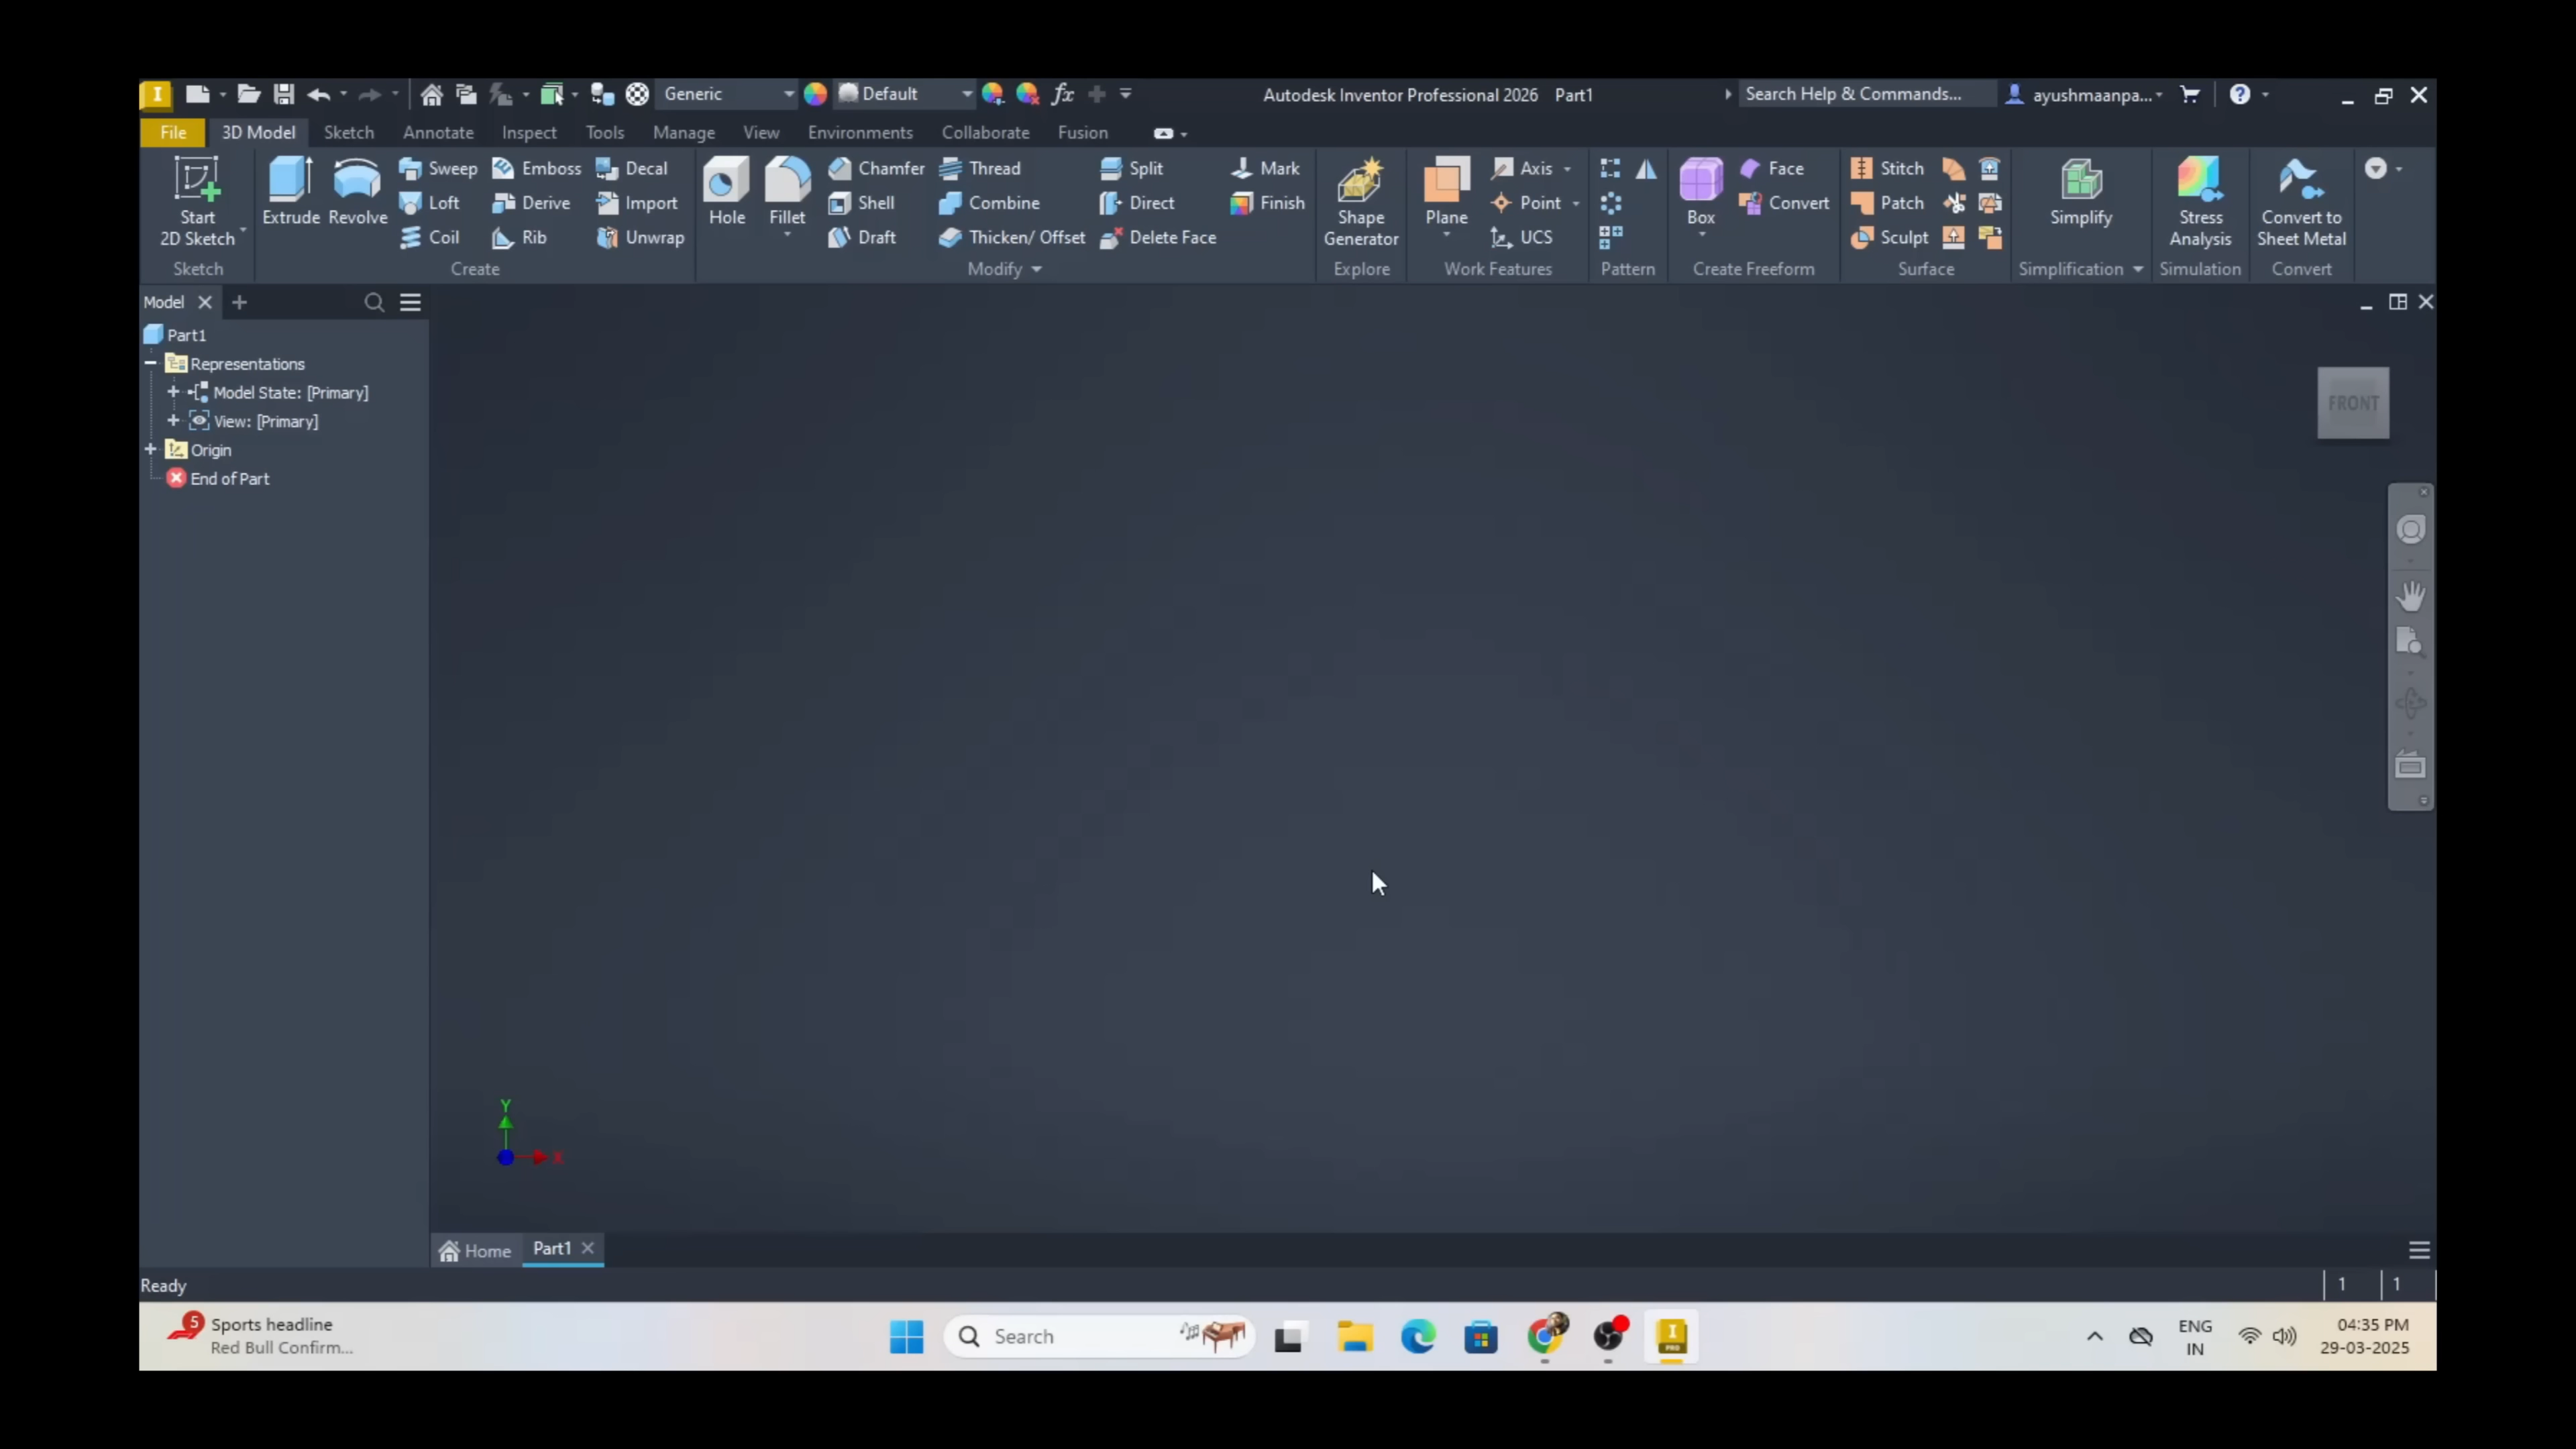 Generic
Default
Autodesk Inventor Professional 2026 Part1
Search Help & Commands...
ayushmaanpa...
File 3D Model Sketch Annotate Inspect Tools Manage View Environments Collaborate Fusion
Start
2D Sketch
Extrude
Revolve
Sweep
Loft
Coil
Emboss
Derive
Rib
Decal
Import
Unwrap
Hole
Fillet
Chamfer
Shell
Draft
Thread
Combine
Thicken/ Offset
Split
Direct
Delete Face
Mark
Finish
Shape
Generator
Plane
Axis
Point
UCS
Box
Face
Convert
Stitch
Patch
Sculpt
Simplify
Stress
Analysis
Convert to
Sheet Metal
Sketch Create Modify Explore Work Features Pattern Create Freeform Surface Simplification Simulation Convert
Model
Part1
Representations
Model State: [Primary]
View: [Primary]
Origin
End of Part
FRONT
Y
X
Home Part1
Ready
1 1
5
Sports headline
Red Bull Confirm...
Search
PRO
ENG
IN
04:35 PM
29-03-2025